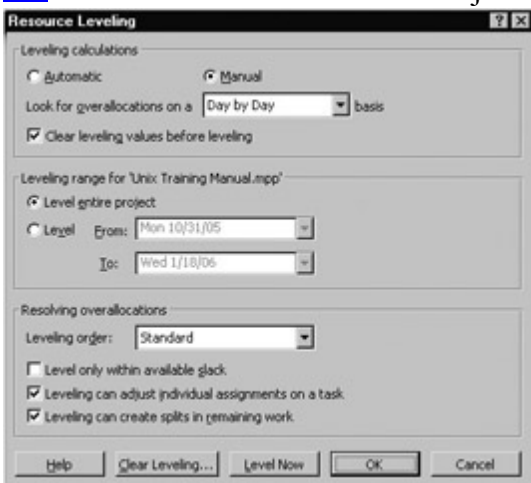 Resource Leveling
Leveling calculations
Automatic Manual
Look for overallocations on a Day by Day basis
Clear leveling values before leveling
Leveling range for 'Unix Training Manual.mpp'
Level entire project
Level From: Mon 10/31/05
To: Wed 1/18/06
Resolving overallocations
Leveling order: Standard
Level only within available slack
Leveling can adjust individual assignments on a task
Leveling can create splits in remaining work
Help Clear Leveling... Level Now OK Cancel